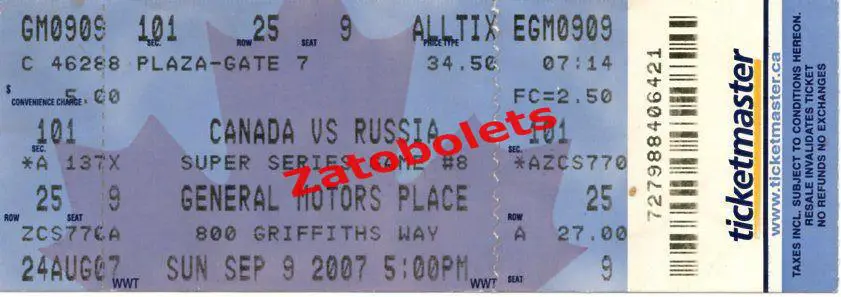 GM0909 101 25 9 ALLTIX EGM0909
SEC. ROW SEAT PRICE TYPE
C 46288 PLAZA-GATE 7 34.50 07:14
$ 5.00 FC=2.50
CONVENIENCE CHARGE
101 CANADA VS RUSSIA 101
SEC. SEC.
*A 137X SUPER SERIES GAME #8 *AZCS770
25 9 GENERAL MOTORS PLACE 25
ROW SEAT ROW
ZCS770A 800 GRIFFITHS WAY A 27.00
24AUG07 SUN SEP 9 2007 5:00PM 9
WWT WWT SEAT
Zatobolets
727988406421
ticketmaster
www.ticketmaster.ca
TAXES INCL. SUBJECT TO CONDITIONS HEREON.
RESALE INVALIDATES TICKET
NO REFUNDS NO EXCHANGES